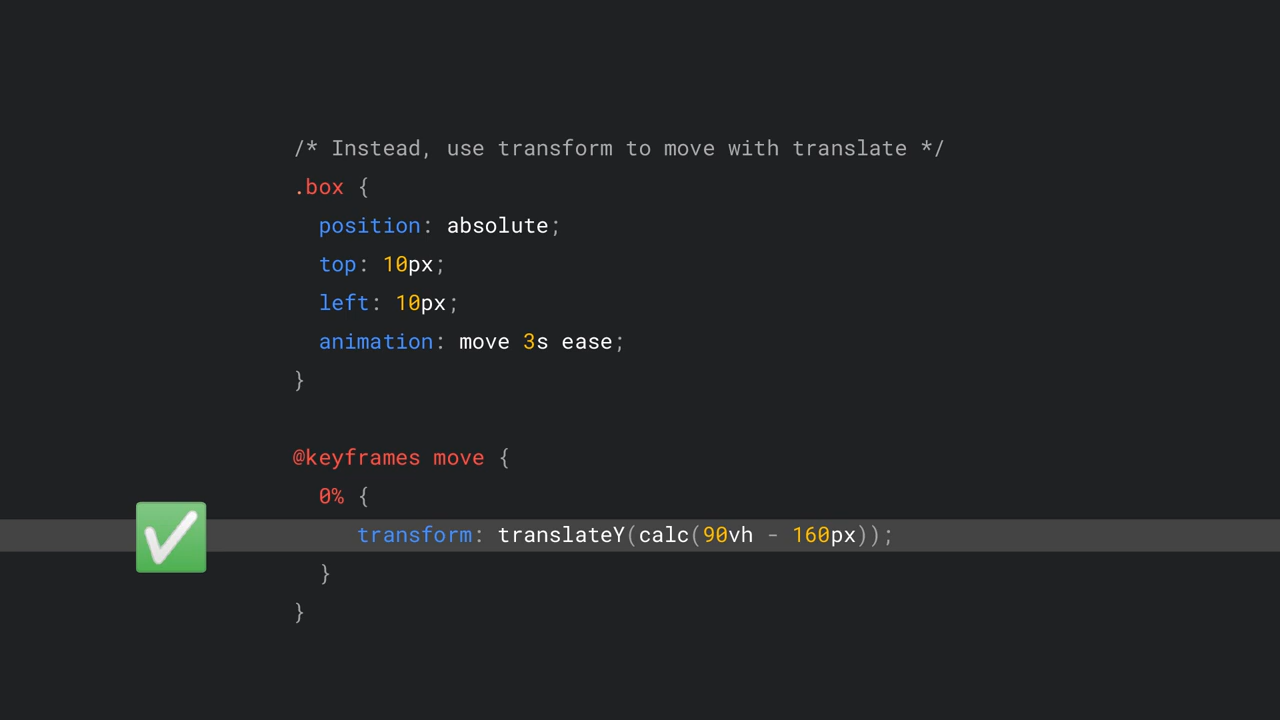 /* Instead, use transform to move with translate */
.box {
  position: absolute;
  top: 10px;
  left: 10px;
  animation: move 3s ease;
}
@keyframes move {
  0% {
     transform: translateY(calc(90vh - 160px));
  }
}